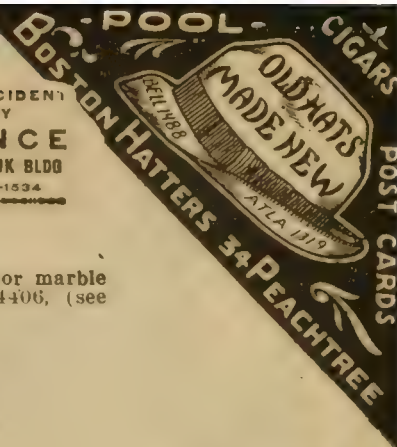 - POOL -
CIGARS
POST CARDS
OLD HATS
MADE NEW
BELL 1488
ATLA 1319
BOSTON HATTERS 34 PEACHTREE
CIDENT
Y
NCE
NK BLDG
-1534
or marble
4406, (see